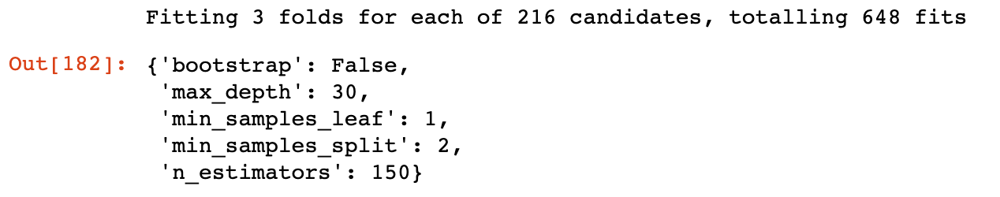 Fitting 3 folds for each of 216 candidates, totalling 648 fits
Out[182]: {'bootstrap': False,
'max_depth': 30,
'min_samples_leaf': 1,
'min_samples_split': 2,
'n_estimators': 150}